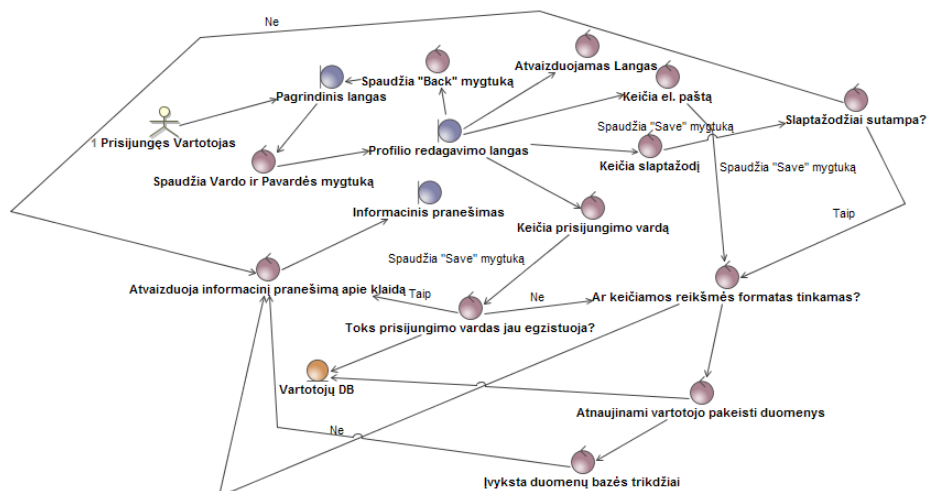 Ne
Atvaizduojamas Langas
Spaudžia "Back" mygtuką
Keičia el. paštą
Pagrindinis langas
Slaptažodžiai sutampa?
Spaudžia "Save" mygtuką
1 Prisijungęs Vartotojas
Profilio redagavimo langas
Keičia slaptažodį
Spaudžia "Save" mygtuką
Spaudžia Vardo ir Pavardės mygtuką
Informacinis pranešimas
Taip
Keičia prisijungimo vardą
Spaudžia "Save" mygtuką
Atvaizduoja informacinį pranešimą apie klaidą
Taip
Ne
Ar keičiamos reikšmės formatas tinkamas?
Toks prisijungimo vardas jau egzistuoja?
Vartotojų DB
Atnaujinami vartotojo pakeisti duomenys
Ne
Įvyksta duomenų bazės trikdžiai